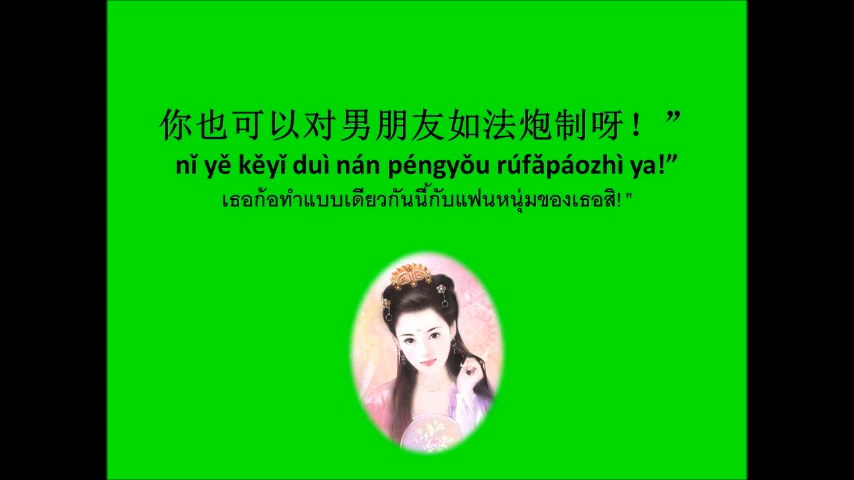 你也可以对男朋友如法炮制呀！”
nǐ yě kěyǐ duì nán péngyǒu rúfǎpáozhì ya!”
เธอก้อทำแบบเดียวกันนี้กับแฟนหนุ่มของเธอสิ! "